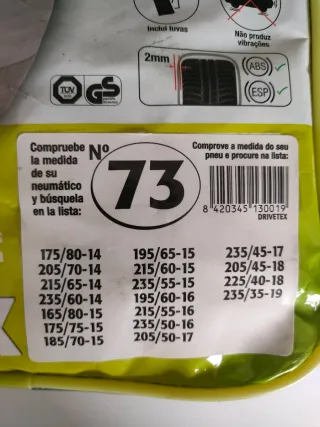 Inclui luvas
Não produz
vibrações
2mm
ABS
ESP
TÜV
GS
Compruebe
la medida
de su
neumático
y búsquela
en la lista:
Nº
73
Comprove a medida do seu
pneu e procure na lista:
8 420345 130019
DRIVETEX
175/80-14
205/70-14
215/65-14
235/60-14
165/80-15
175/75-15
185/70-15
195/65-15
215/60-15
235/55-15
195/60-16
215/55-16
235/50-16
205/50-17
235/45-17
205/45-18
225/40-18
235/35-19